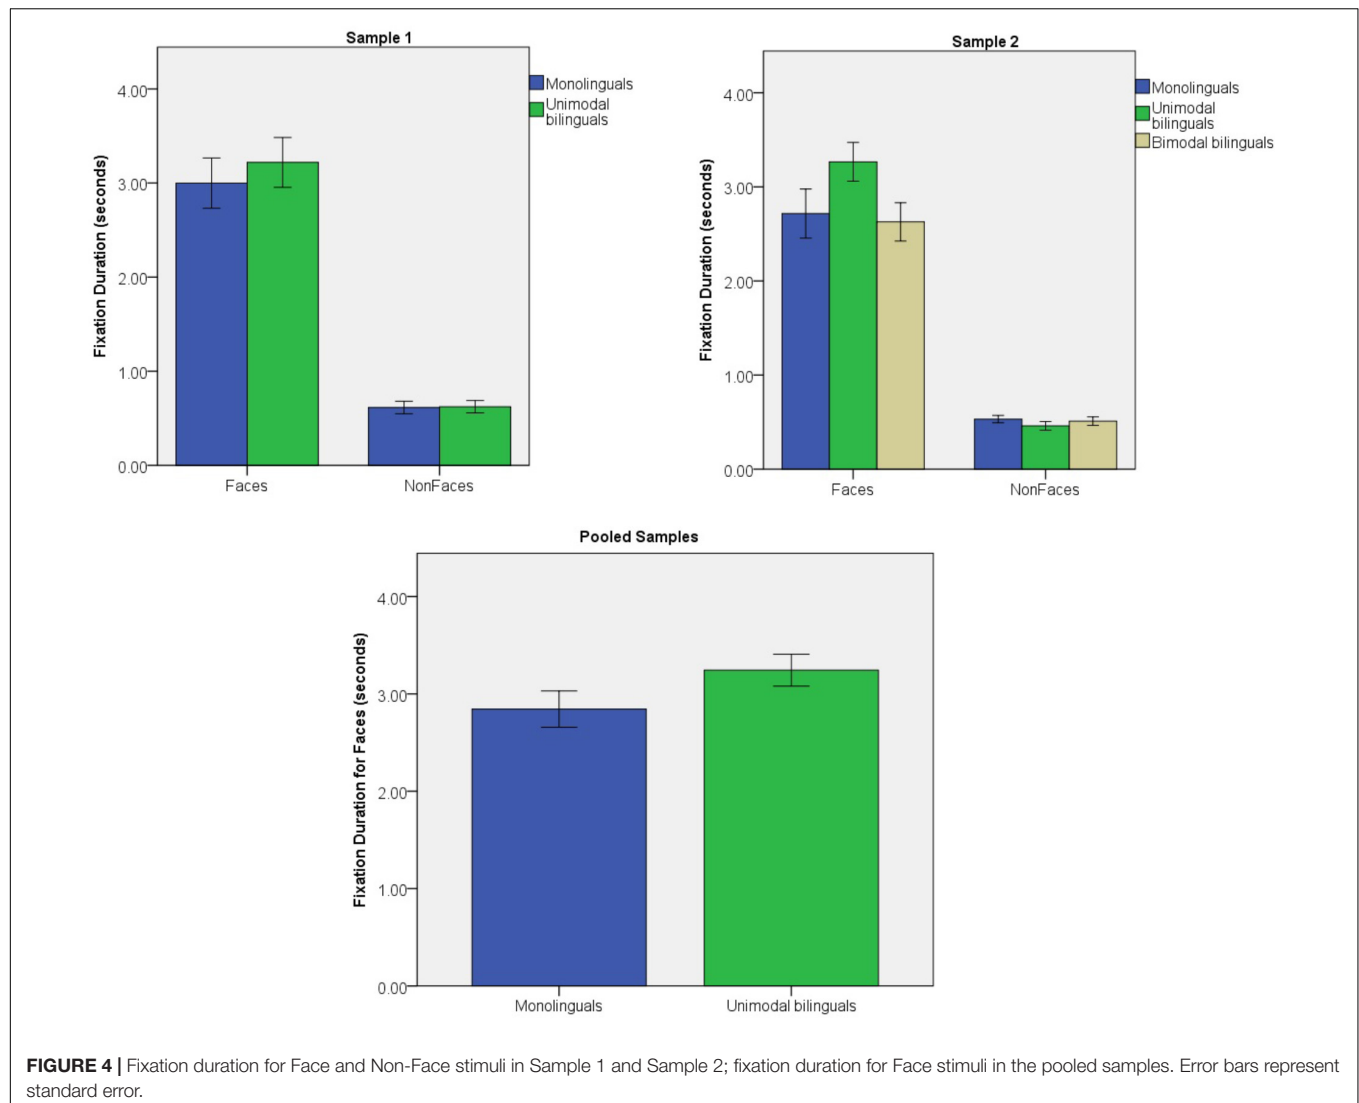 Sample 1
4.00
3.00
2.00
1.00
0.00
Fixation Duration (seconds)
Faces
NonFaces
Monolinguals
Unimodal
bilinguals
Sample 2
4.00
3.00
2.00
1.00
0.00
Fixation Duration (seconds)
Faces
NonFaces
Monolinguals
Unimodal
bilinguals
Bimodal bilinguals
Pooled Samples
4.00
3.00
2.00
1.00
0.00
Fixation Duration for Faces (seconds)
Monolinguals
Unimodal bilinguals
FIGURE 4 | Fixation duration for Face and Non-Face stimuli in Sample 1 and Sample 2; fixation duration for Face stimuli in the pooled samples. Error bars represent
standard error.